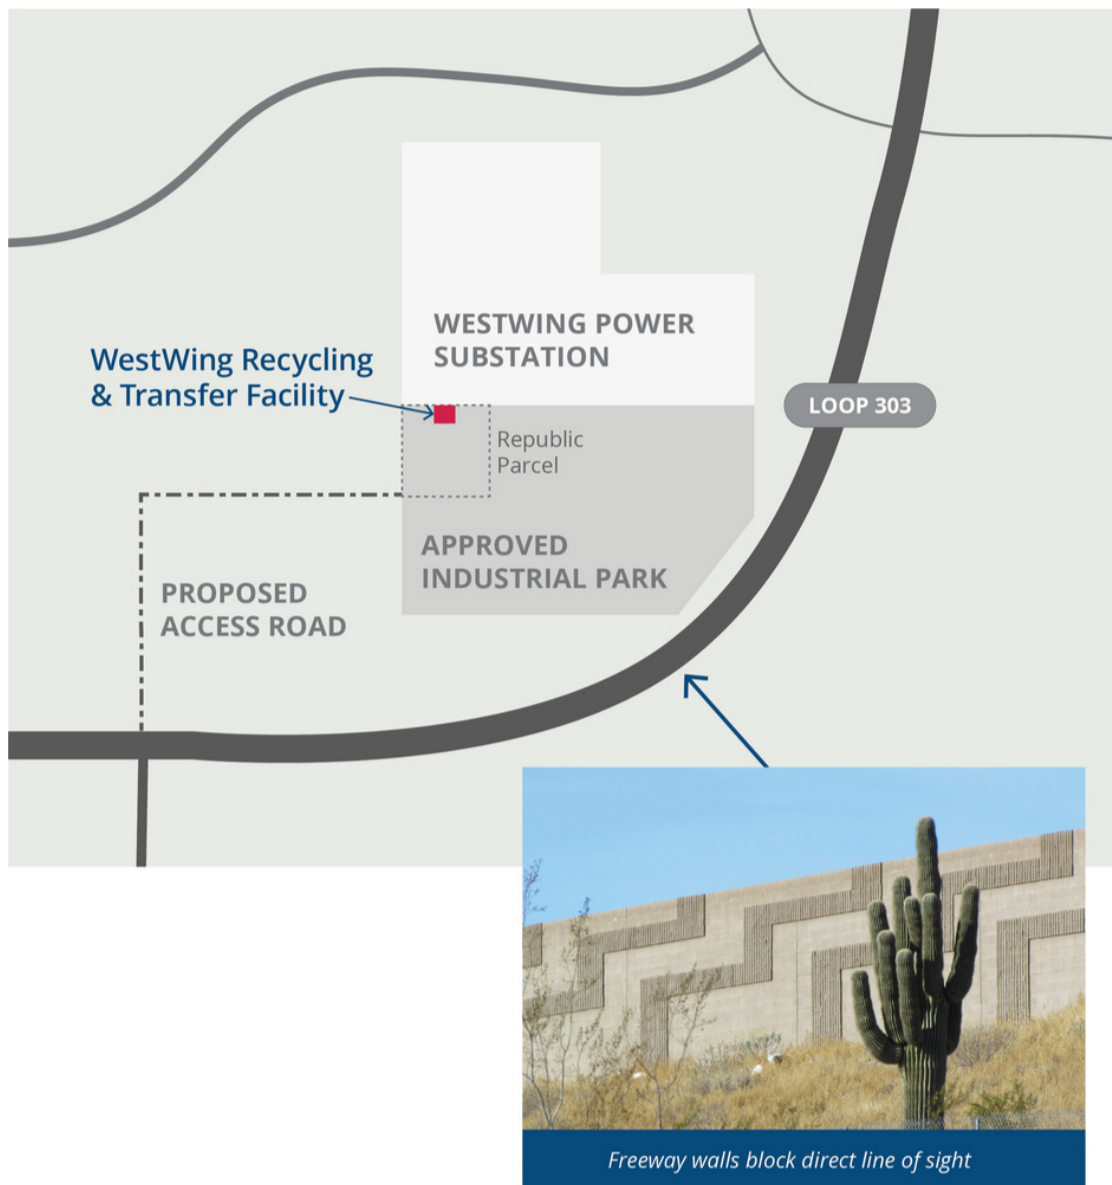 WESTWING POWER
SUBSTATION
WestWing Recycling
& Transfer Facility
LOOP 303
Republic
Parcel
APPROVED
INDUSTRIAL PARK
PROPOSED
ACCESS ROAD
Freeway walls block direct line of sight